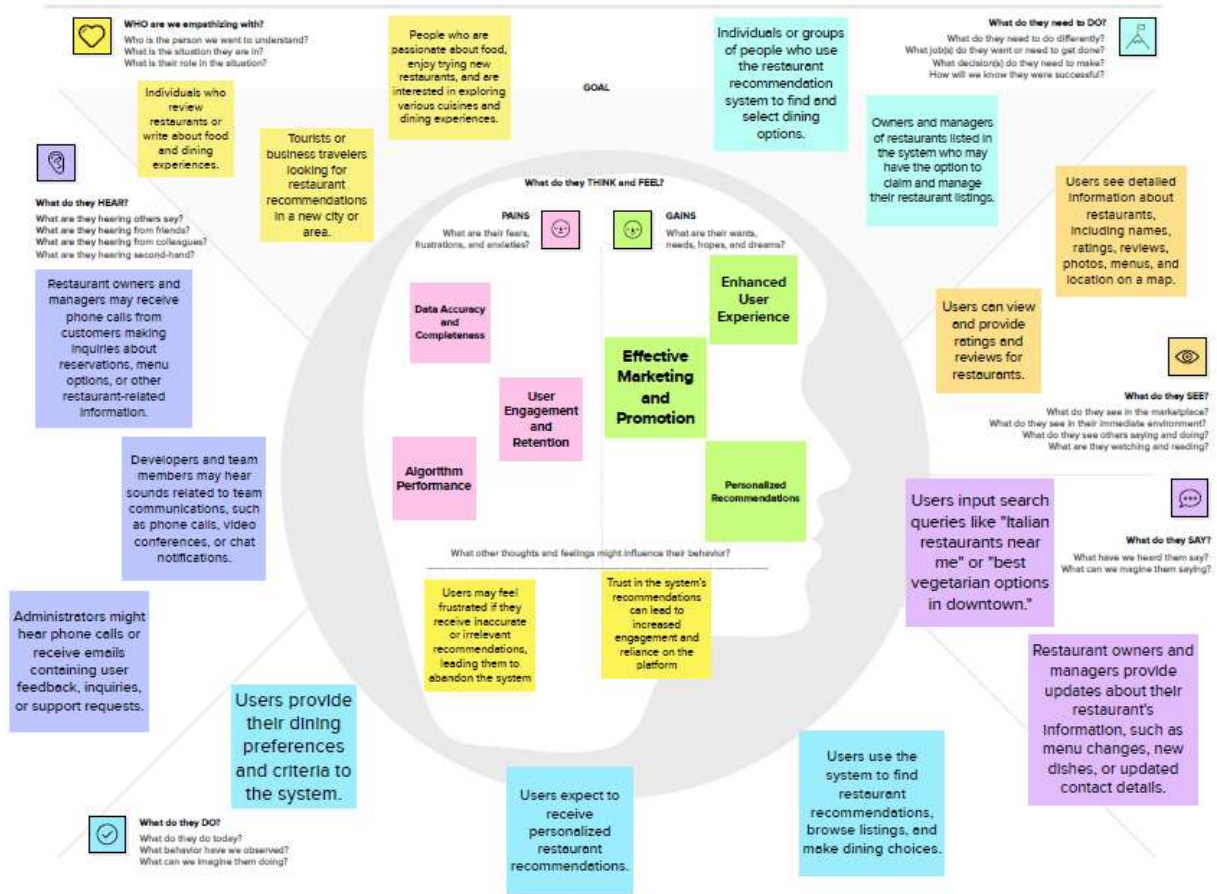 WHO are we empathizing with?
Who is the person we want to understand?
What is the situation they are in?
What is their role in the situation?
Individuals who
review
restaurants or
write about food
and dining
experiences.
Tourists or
business travelers
looking for
restaurant
recommendations
in a new city or
area.
People who are
passionate about food,
enjoy trying new
restaurants, and are
interested in exploring
various cuisines and
dining experiences.
GOAL
Individuals or groups
of people who use
the restaurant
recommendation
system to find and
select dining
options.
What do they need to DO?
What do they need to do differently?
What job(s) do they want or need to get done?
What decision(s) do they need to make?
How will we know they were successful?
Owners and managers
of restaurants listed
in the system who may
have the option to
claim and manage
their restaurant listings.
Users see detailed
information about
restaurants,
including names,
ratings, reviews,
photos, menus, and
location on a map.
Users can view
and provide
ratings and
reviews for
restaurants.
What do they SEE?
What do they see in the marketplace?
What do they see in their immediate environment?
What do they see others saying and doing?
What are they watching and reading?
What do they HEAR?
What are they hearing others say?
What are they hearing from friends?
What are they hearing from colleagues?
What are they hearing second-hand?
Restaurant owners and
managers may receive
phone calls from
customers making
inquiries about
reservations, menu
options, or other
restaurant-related
information.
Developers and team
members may hear
sounds related to team
communications, such
as phone calls, video
conferences, or chat
notifications.
Administrators might
hear phone calls or
receive emails
containing user
feedback, inquiries,
or support requests.
What do they THINK and FEEL?
PAINS
What are their fears,
frustrations, and anxieties?
GAINS
What are their wants,
needs, hopes, and dreams?
Data Accuracy
and
Completeness
User
Engagement
and
Retention
Algorithm
Performance
Enhanced
User
Experience
Effective
Marketing
and
Promotion
Personalized
Recommendations
What other thoughts and feelings might influence their behavior?
Users may feel
frustrated if they
receive inaccurate
or irrelevant
recommendations,
leading them to
abandon the system
Trust in the system's
recommendations
can lead to
increased
engagement and
reliance on the
platform
Users input search
queries like "Italian
restaurants near
me" or "best
vegetarian options
in downtown."
What do they SAY?
What have we heard them say?
What can we imagine them saying?
Restaurant owners and
managers provide
updates about their
restaurant's
information, such as
menu changes, new
dishes, or updated
contact details.
Users provide
their dining
preferences
and criteria to
the system.
Users expect to
receive
personalized
restaurant
recommendations.
Users use the
system to find
restaurant
recommendations,
browse listings, and
make dining choices.
What do they DO?
What do they do today?
What behavior have we observed?
What can we imagine them doing?